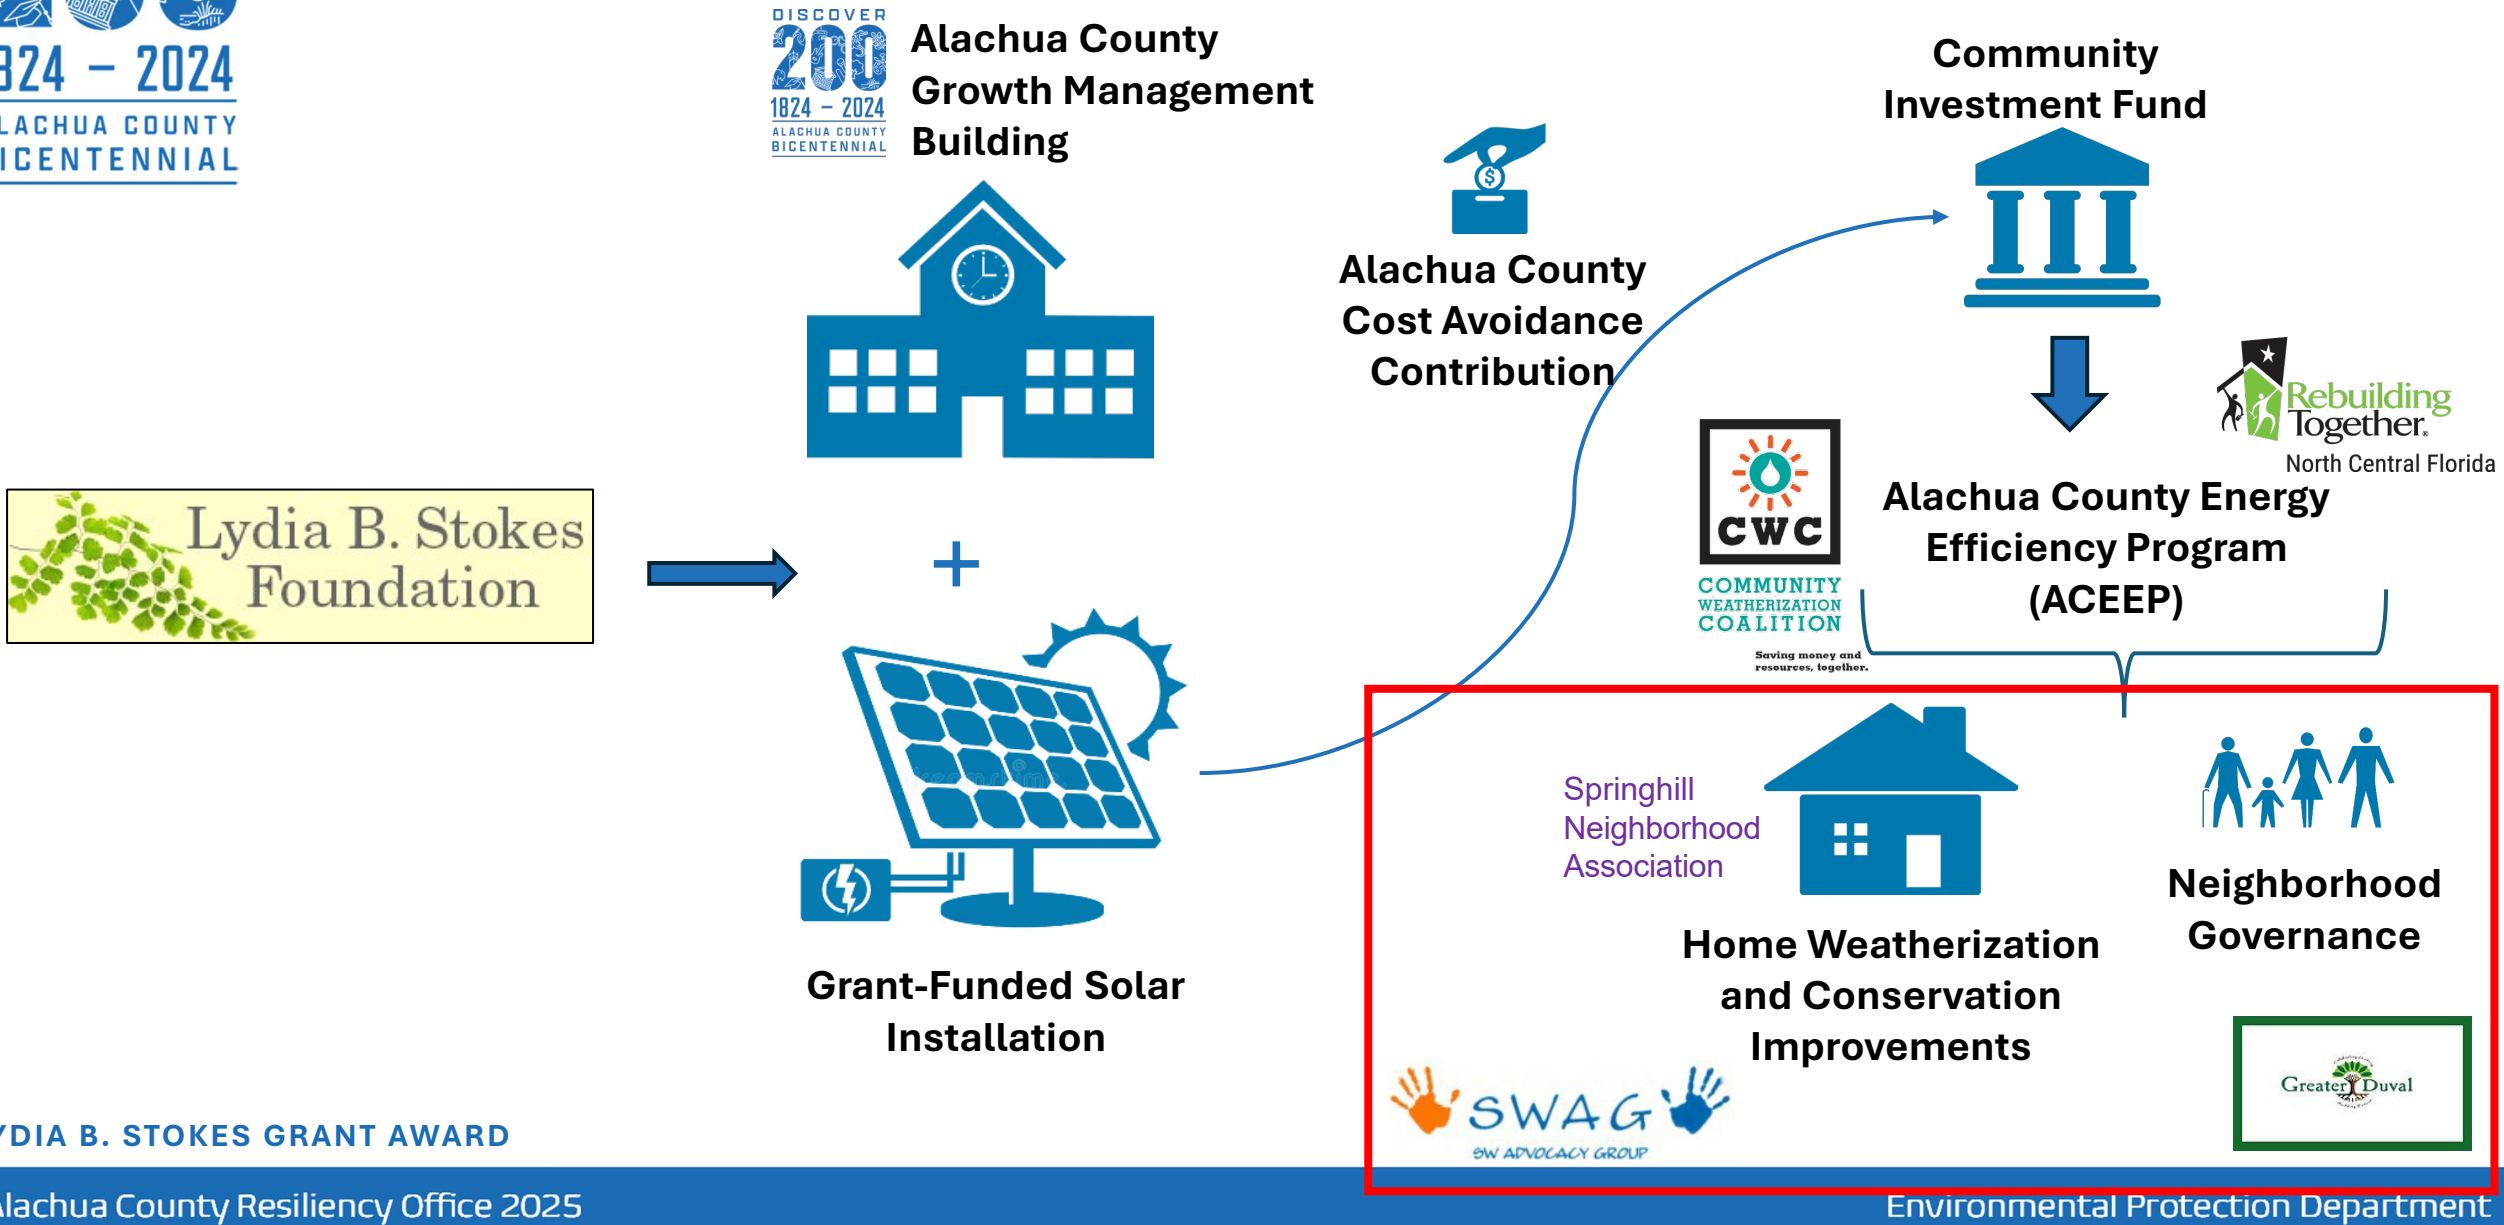 824 – 2024
LACHUA COUNTY
ICENTENNIAL
DISCOVER
200
1824 – 2024
ALACHUA COUNTY
BICENTENNIAL
Alachua County
Growth Management
Building
$
Alachua County
Cost Avoidance
Contribution
Community
Investment Fund
Rebuilding
Together®
North Central Florida
CWC
COMMUNITY
WEATHERIZATION
COALITION
Saving money and
resources, together.
Alachua County Energy
Efficiency Program
(ACEEP)
Lydia B. Stokes
Foundation
+
Grant-Funded Solar
Installation
Springhill
Neighborhood
Association
Home Weatherization
and Conservation
Improvements
Neighborhood
Governance
SWAG
SW ADVOCACY GROUP
Greater Duval
YDIA B. STOKES GRANT AWARD
lachua County Resiliency Office 2025
Environmental Protection Department